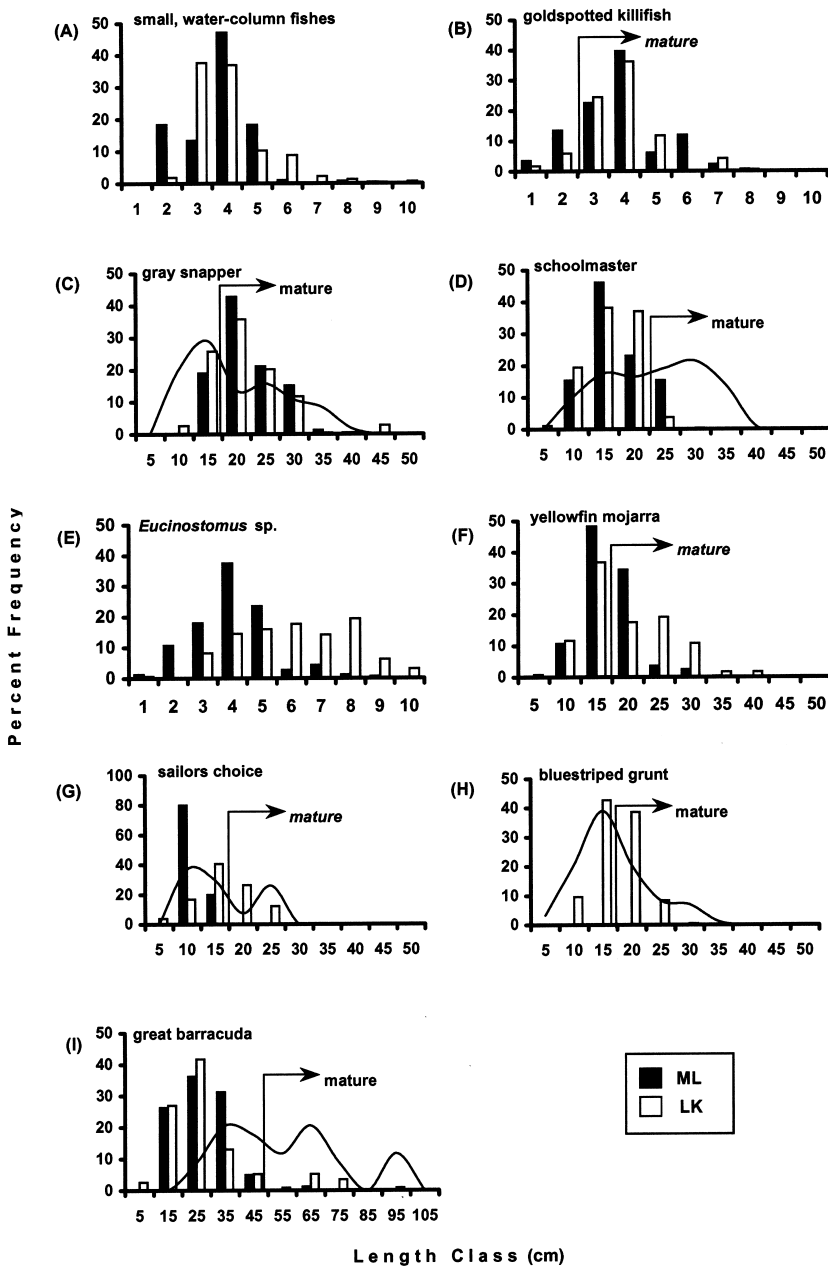 (A) small, water-column fishes
50
40
30
20
10
0
1 2 3 4 5 6 7 8 9 10
(B) goldspotted killifish
mature
50
40
30
20
10
0
1 2 3 4 5 6 7 8 9 10
(C) gray snapper
mature
50
40
30
20
10
0
5 10 15 20 25 30 35 40 45 50
(D) schoolmaster
mature
50
40
30
20
10
0
5 10 15 20 25 30 35 40 45 50
Percent Frequency
(E) Eucinostomus sp.
50
40
30
20
10
0
1 2 3 4 5 6 7 8 9 10
(F) yellowfin mojarra
mature
50
40
30
20
10
0
5 10 15 20 25 30 35 40 45 50
(G) sailors choice
mature
100
80
60
40
20
0
5 10 15 20 25 30 35 40 45 50
(H) bluestriped grunt
mature
50
40
30
20
10
0
5 10 15 20 25 30 35 40 45 50
(I) great barracuda
mature
50
40
30
20
10
0
5 15 25 35 45 55 65 75 85 95 105
ML
LK
Length Class (cm)